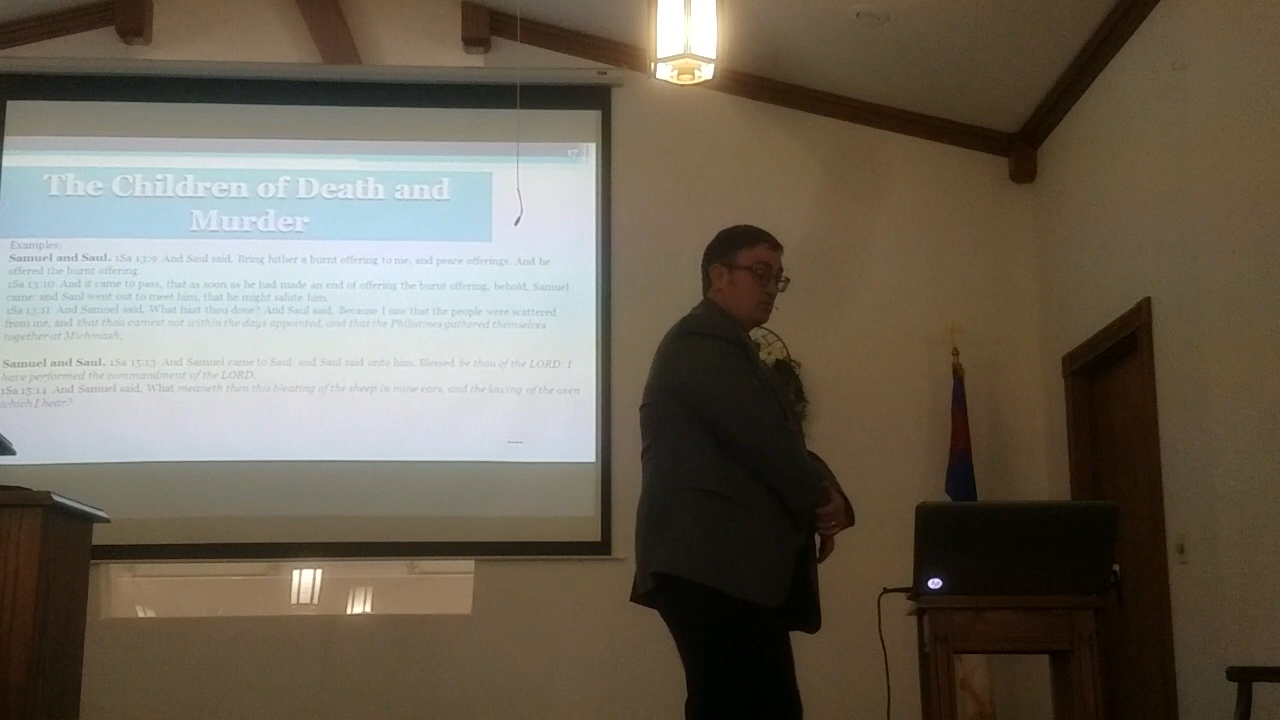 The Children of Death and
Murder
Examples:
Samuel and Saul. 1Sa 13:9 And Saul said, Bring hither a burnt offering to me, and peace offerings. And he
offered the burnt offering.
1Sa 13:10 And it came to pass, that as soon as he had made an end of offering the burnt offering, behold, Samuel
came; and Saul went out to meet him, that he might salute him.
1Sa 13:11 And Samuel said, What hast thou done? And Saul said, Because I saw that the people were scattered
from me, and that thou camest not within the days appointed, and that the Philistines gathered themselves
together at Michmash;
Samuel and Saul. 1Sa 15:13 And Samuel came to Saul: and Saul said unto him, Blessed be thou of the LORD: I
have performed the commandment of the LORD.
1Sa 15:14 And Samuel said, What meaneth then this bleating of the sheep in mine ears, and the lowing of the oxen
which I hear?
hp